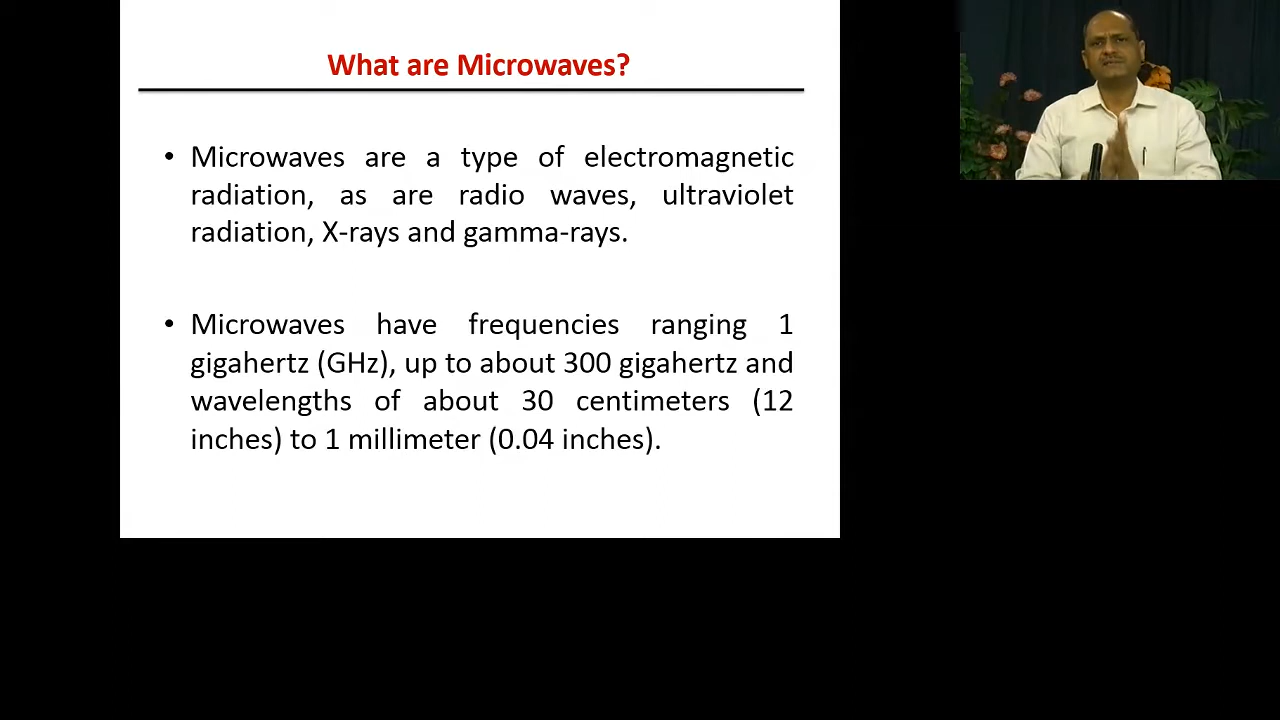 What are Microwaves?
• Microwaves are a type of electromagnetic
radiation, as are radio waves, ultraviolet
radiation, X-rays and gamma-rays.
• Microwaves have frequencies ranging 1
gigahertz (GHz), up to about 300 gigahertz and
wavelengths of about 30 centimeters (12
inches) to 1 millimeter (0.04 inches).